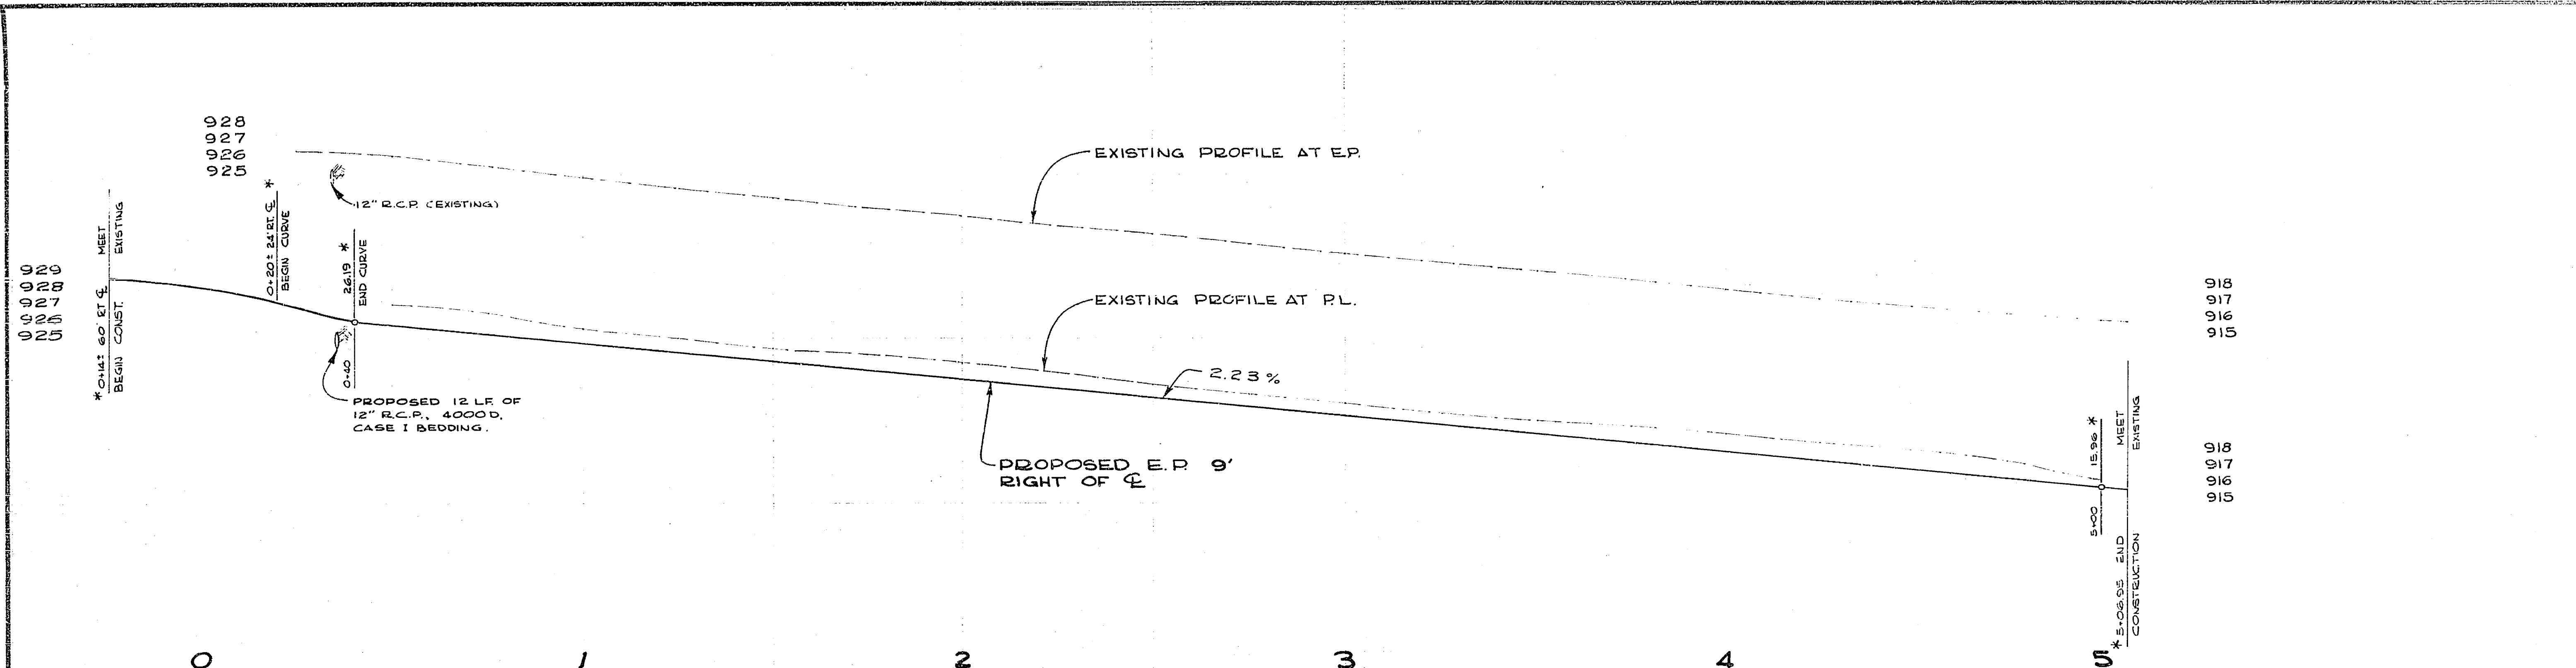 928
927
926
925
EXISTING PROFILE AT E.P.
12" R.C.P. (EXISTING)
929
928
927
926
925
* 0+14± 60' RT ℄ MEET
BEGIN CONST. EXISTING
0+20± 24' RT. ℄ *
BEGIN CURVE
26.19 *
END CURVE
0+40
EXISTING PROFILE AT P.L.
2.23%
PROPOSED 12 L.F. OF
12" R.C.P., 4000D,
CASE I BEDDING.
PROPOSED E.P. 9'
RIGHT OF ℄
918
917
916
915
918
917
916
915
15.96 *
5+00
* 5+06.95 END MEET
CONSTRUCTION EXISTING
0 1 2 3 4 5